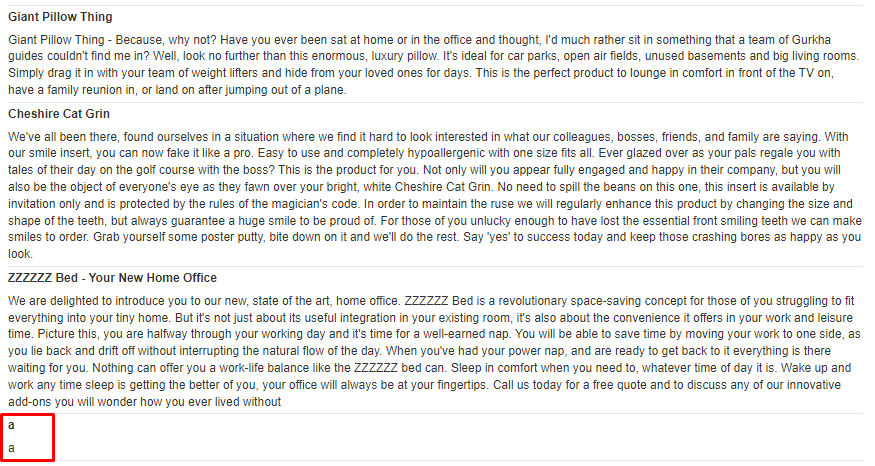 Giant Pillow Thing
Giant Pillow Thing - Because, why not? Have you ever been sat at home or in the office and thought, I'd much rather sit in something that a team of Gurkha
guides couldn't find me in? Well, look no further than this enormous, luxury pillow. It's ideal for car parks, open air fields, unused basements and big living rooms.
Simply drag it in with your team of weight lifters and hide from your loved ones for days. This is the perfect product to lounge in comfort in front of the TV on,
have a family reunion in, or land on after jumping out of a plane.
Cheshire Cat Grin
We've all been there, found ourselves in a situation where we find it hard to look interested in what our colleagues, bosses, friends, and family are saying. With
our smile insert, you can now fake it like a pro. Easy to use and completely hypoallergenic with one size fits all. Ever glazed over as your pals regale you with
tales of their day on the golf course with the boss? This is the product for you. Not only will you appear fully engaged and happy in their company, but you will
also be the object of everyone's eye as they fawn over your bright, white Cheshire Cat Grin. No need to spill the beans on this one, this insert is available by
invitation only and is protected by the rules of the magician's code. In order to maintain the ruse we will regularly enhance this product by changing the size and
shape of the teeth, but always guarantee a huge smile to be proud of. For those of you unlucky enough to have lost the essential front smiling teeth we can make
smiles to order. Grab yourself some poster putty, bite down on it and we'll do the rest. Say 'yes' to success today and keep those crashing bores as happy as you
look.
ZZZZZZ Bed - Your New Home Office
We are delighted to introduce you to our new, state of the art, home office. ZZZZZZ Bed is a revolutionary space-saving concept for those of you struggling to fit
everything into your tiny home. But it's not just about its useful integration in your existing room, it's also about the convenience it offers in your work and leisure
time. Picture this, you are halfway through your working day and it's time for a well-earned nap. You will be able to save time by moving your work to one side, as
you lie back and drift off without interrupting the natural flow of the day. When you've had your power nap, and are ready to get back to it everything is there
waiting for you. Nothing can offer you a work-life balance like the ZZZZZZ bed can. Sleep in comfort when you need to, whatever time of day it is. Wake up and
work any time sleep is getting the better of you, your office will always be at your fingertips. Call us today for a free quote and to discuss any of our innovative
add-ons you will wonder how you ever lived without
a
a